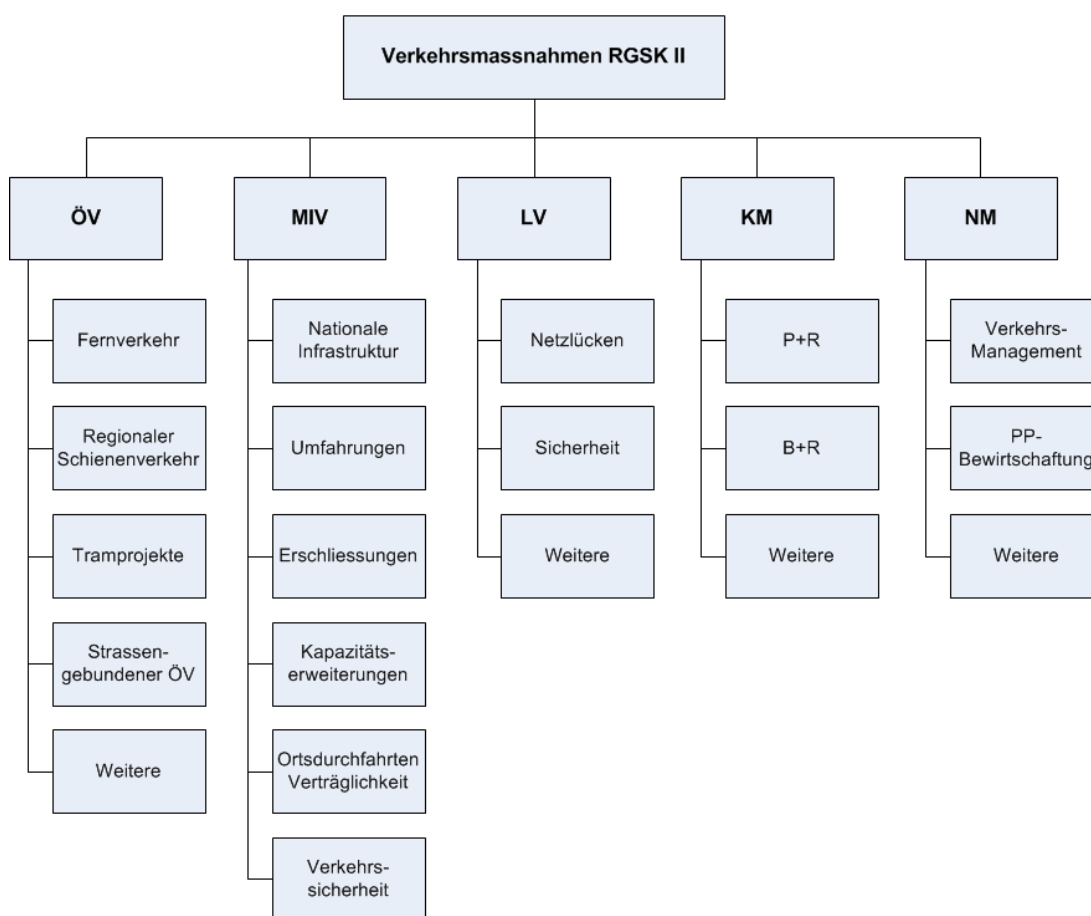 Verkehrsmassnahmen RGSK II
ÖV
MIV
LV
KM
NM
Fernverkehr
Regionaler
Schienenverkehr
Tramprojekte
Strassen-
gebundener ÖV
Weitere
Nationale
Infrastruktur
Umfahrungen
Erschliessungen
Kapazitäts-
erweiterungen
Ortsdurchfahrten
Verträglichkeit
Verkehrs-
sicherheit
Netzlücken
Sicherheit
Weitere
P+R
B+R
Weitere
Verkehrs-
Management
PP-
Bewirtschaftung
Weitere